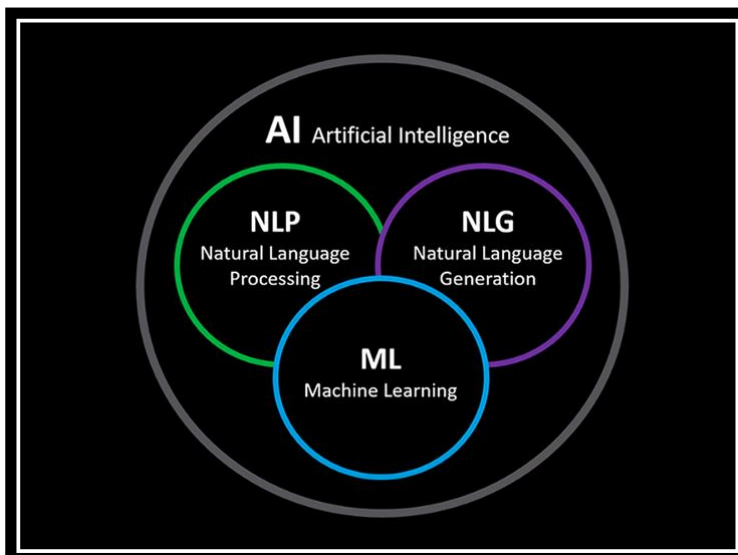 AI Artificial Intelligence
NLP
Natural Language
Processing
NLG
Natural Language
Generation
ML
Machine Learning